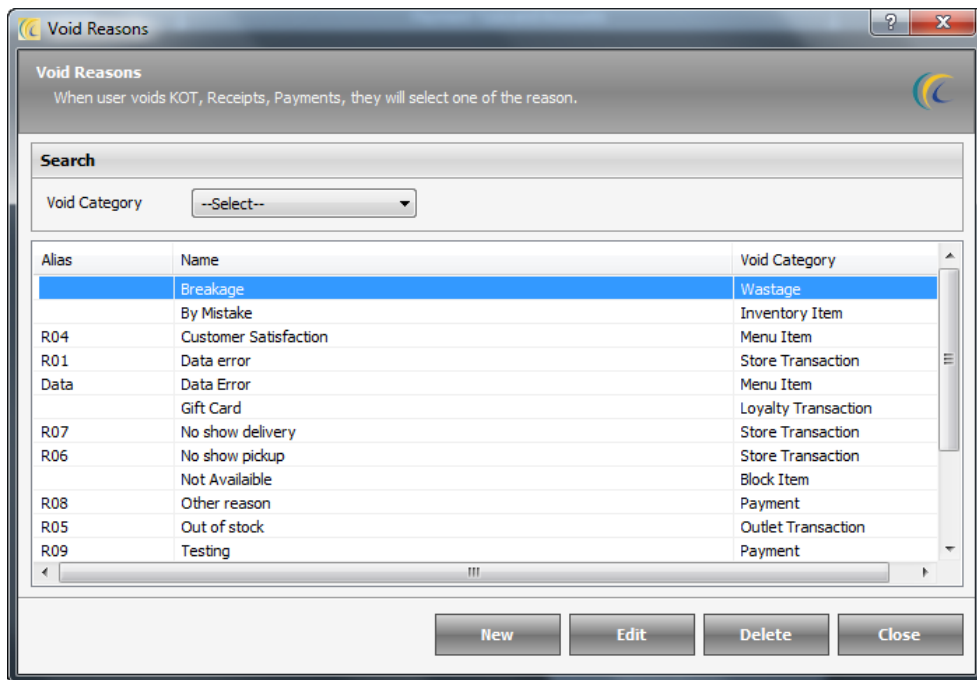 Void Reasons
?
X
Void Reasons
When user voids KOT, Receipts, Payments, they will select one of the reason.
Search
Void Category --Select--
Alias Name Void Category
Breakage Wastage
By Mistake Inventory Item
R04 Customer Satisfaction Menu Item
R01 Data error Store Transaction
Data Data Error Menu Item
Gift Card Loyalty Transaction
R07 No show delivery Store Transaction
R06 No show pickup Store Transaction
Not Availaible Block Item
R08 Other reason Payment
R05 Out of stock Outlet Transaction
R09 Testing Payment
New Edit Delete Close